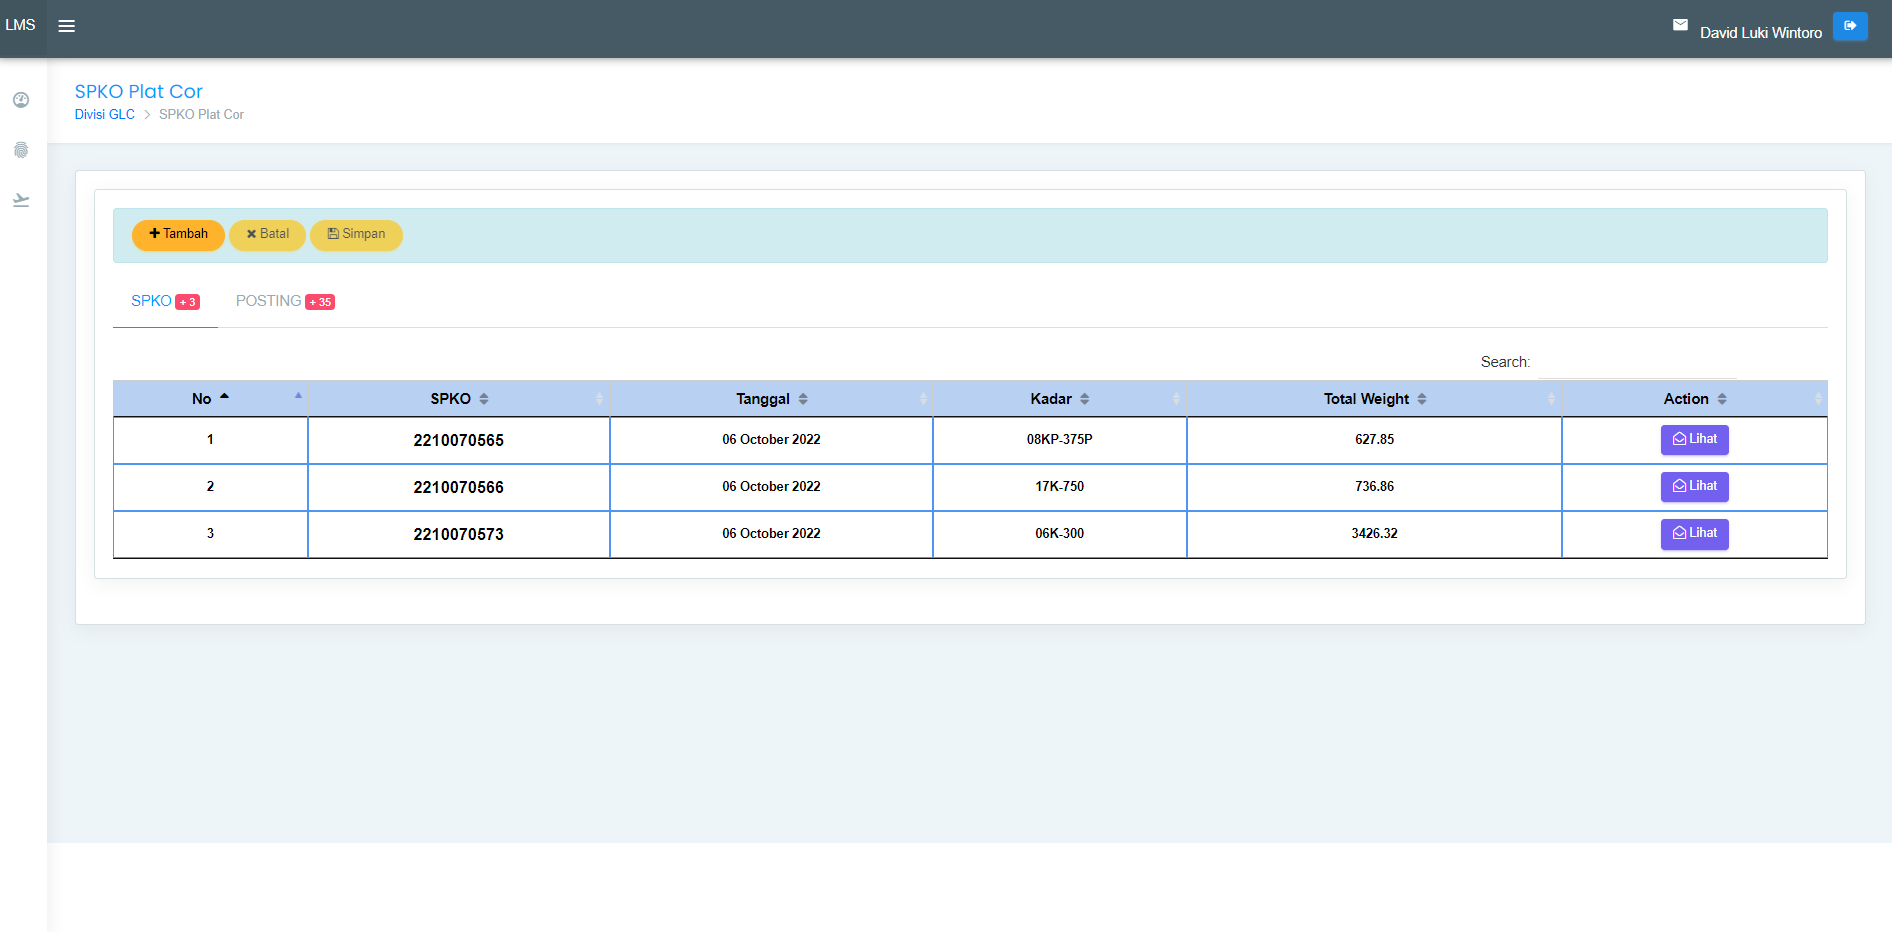 LMS
David Luki Wintoro
SPKO Plat Cor
Divisi GLC > SPKO Plat Cor
Tambah Batal Simpan
SPKO + 3 POSTING + 35
Search:
No SPKO Tanggal Kadar Total Weight Action
1 2210070565 06 October 2022 08KP-375P 627.85 Lihat
2 2210070566 06 October 2022 17K-750 736.86 Lihat
3 2210070573 06 October 2022 06K-300 3426.32 Lihat